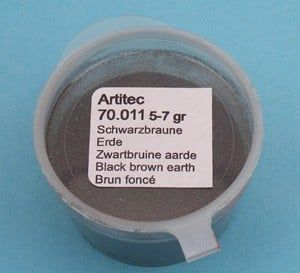 Artitec
70.011 5-7 gr
Schwarzbraune
Erde
Zwartbruine aarde
Black brown earth
Brun foncé